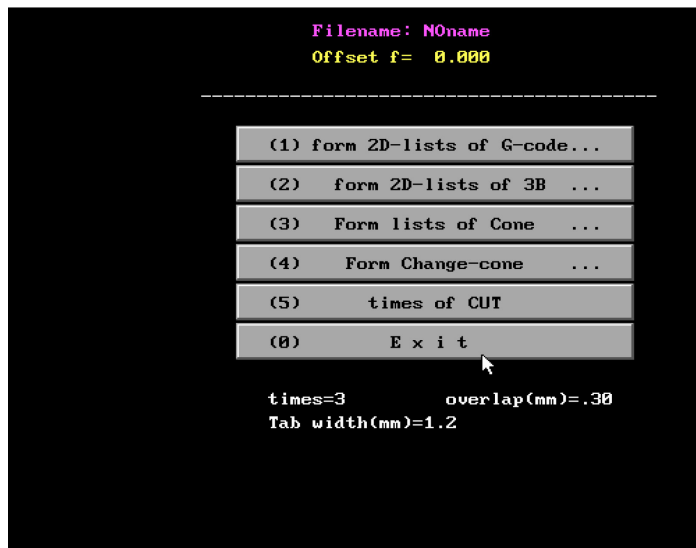 Filename: NOname
Offset f= 0.000
(1) form 2D-lists of G-code...
(2) form 2D-lists of 3B ...
(3) Form lists of Cone ...
(4) Form Change-cone ...
(5) times of CUT
(0) E x i t
times=3 overlap(mm)=.30
Tab width(mm)=1.2